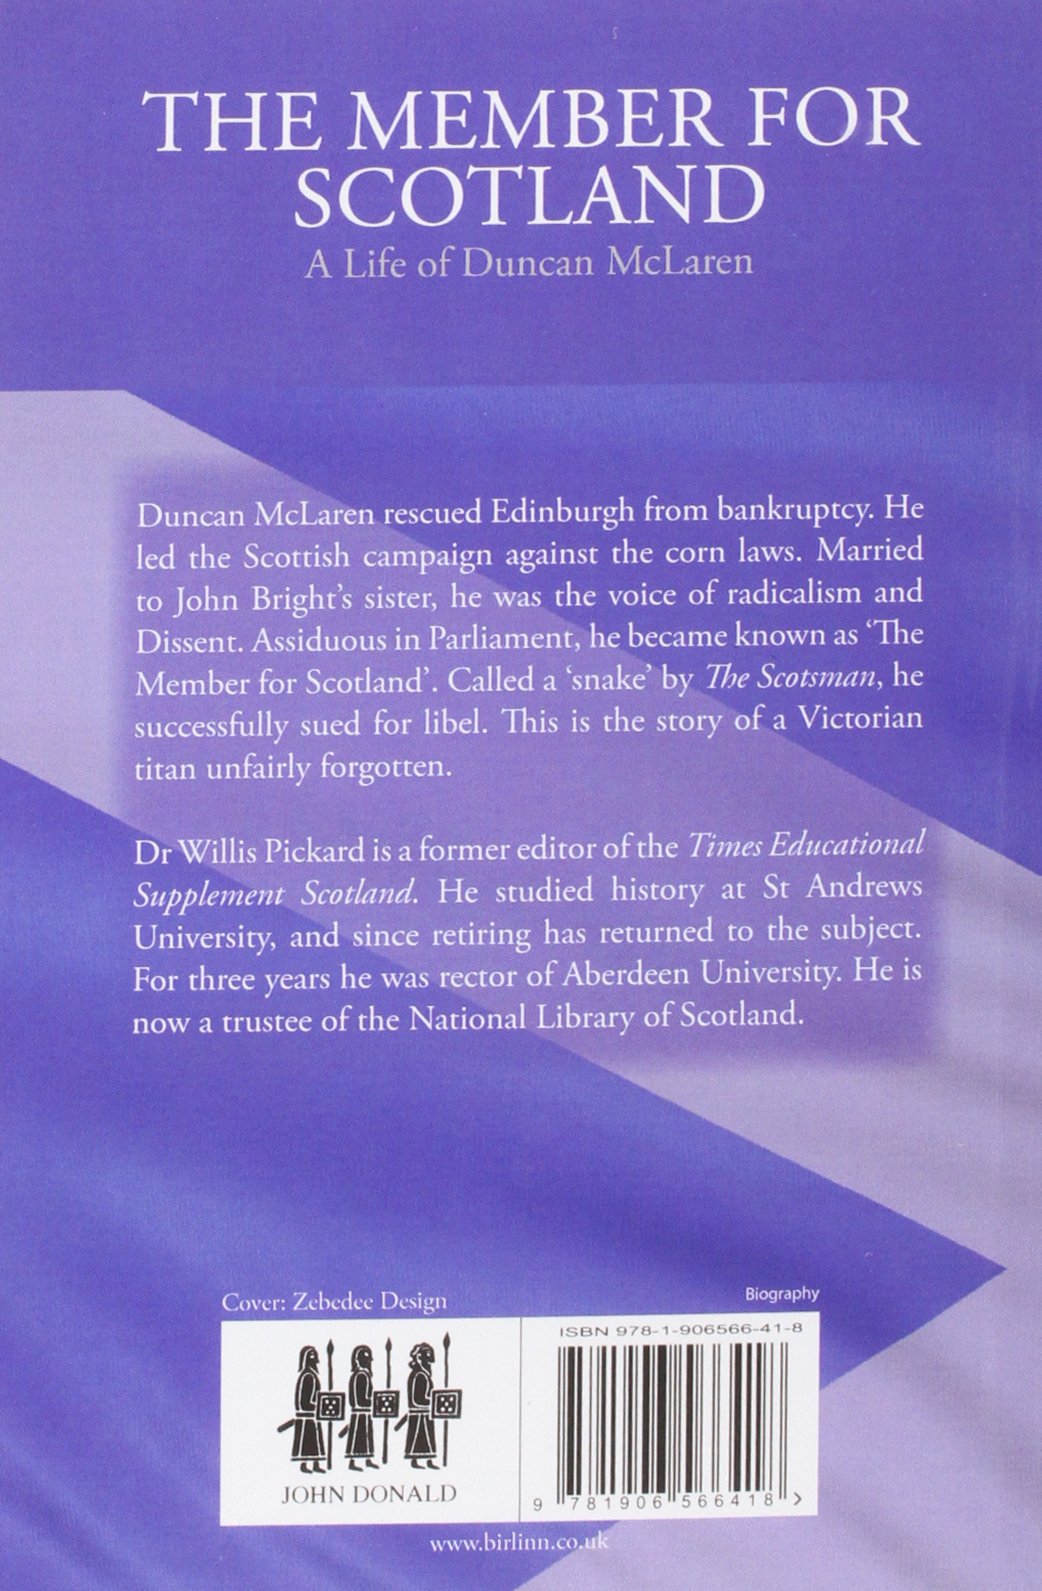 THE MEMBER FOR
SCOTLAND
A Life of Duncan McLaren
Duncan McLaren rescued Edinburgh from bankruptcy. He
led the Scottish campaign against the corn laws. Married
to John Bright's sister, he was the voice of radicalism and
Dissent. Assiduous in Parliament, he became known as 'The
Member for Scotland'. Called a 'snake' by The Scotsman, he
successfully sued for libel. This is the story of a Victorian
titan unfairly forgotten.
Dr Willis Pickard is a former editor of the Times Educational
Supplement Scotland. He studied history at St Andrews
University, and since retiring has returned to the subject.
For three years he was rector of Aberdeen University. He is
now a trustee of the National Library of Scotland.
Cover: Zebedee Design
Biography
ISBN 978-1-906566-41-8
JOHN DONALD
9 781906 566418 >
www.birlinn.co.uk